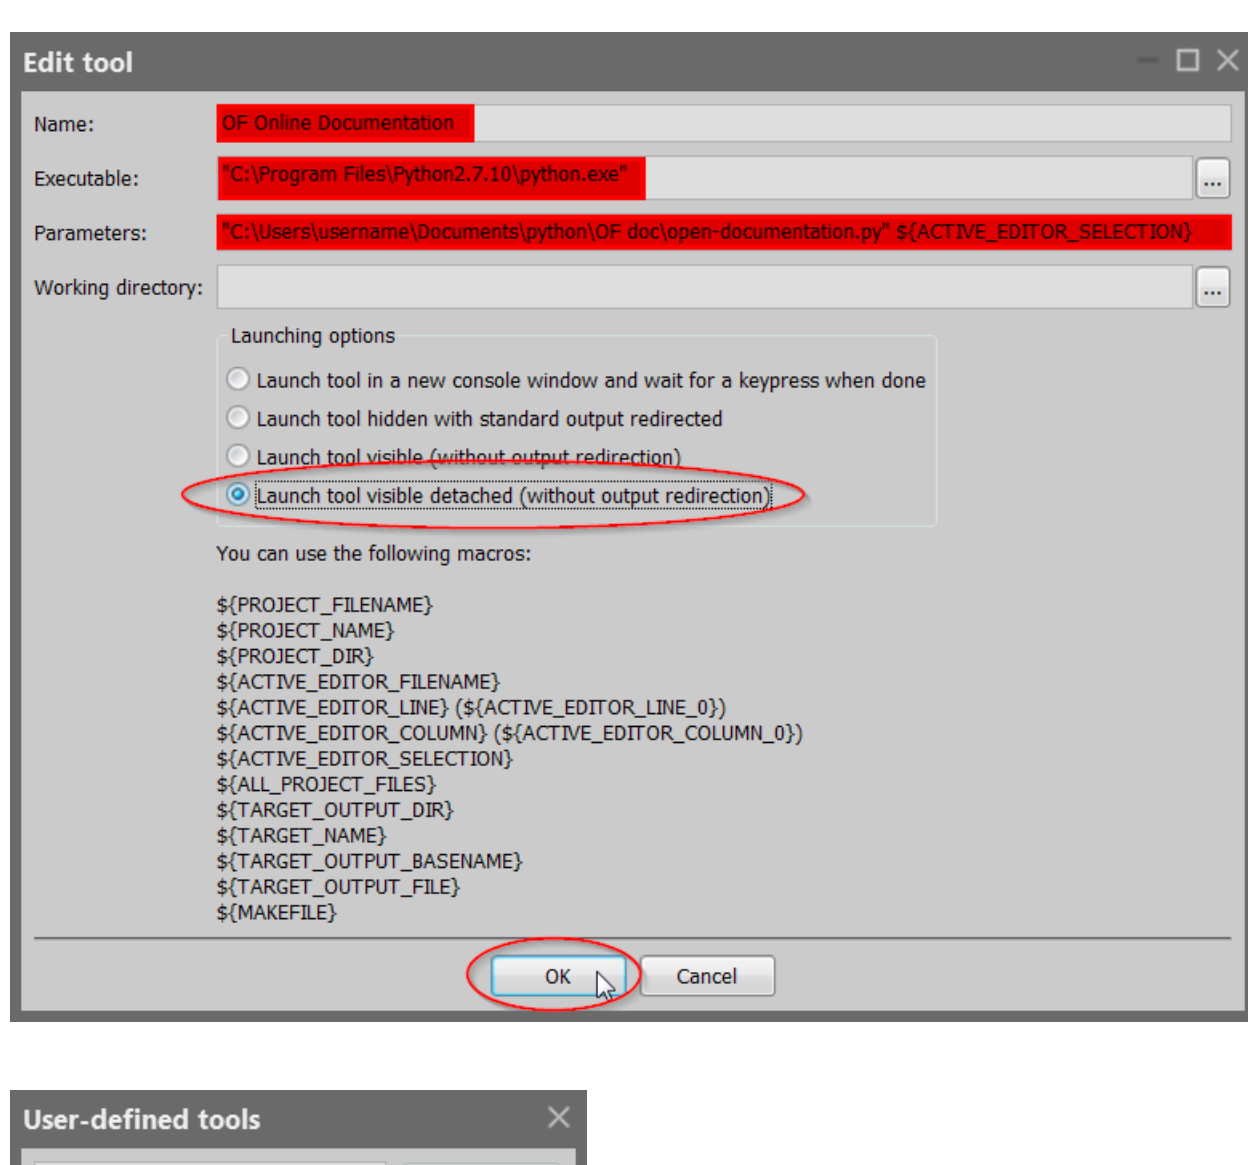 Edit tool
Name: OF Online Documentation
Executable: "C:\Program Files\Python2.7.10\python.exe" ...
Parameters: "C:\Users\username\Documents\python\OF doc\open-documentation.py" ${ACTIVE_EDITOR_SELECTION}
Working directory: ...
Launching options
Launch tool in a new console window and wait for a keypress when done
Launch tool hidden with standard output redirected
Launch tool visible (without output redirection)
Launch tool visible detached (without output redirection)
You can use the following macros:
${PROJECT_FILENAME}
${PROJECT_NAME}
${PROJECT_DIR}
${ACTIVE_EDITOR_FILENAME}
${ACTIVE_EDITOR_LINE} (${ACTIVE_EDITOR_LINE_0})
${ACTIVE_EDITOR_COLUMN} (${ACTIVE_EDITOR_COLUMN_0})
${ACTIVE_EDITOR_SELECTION}
${ALL_PROJECT_FILES}
${TARGET_OUTPUT_DIR}
${TARGET_NAME}
${TARGET_OUTPUT_BASENAME}
${TARGET_OUTPUT_FILE}
${MAKEFILE}
OK Cancel
User-defined tools